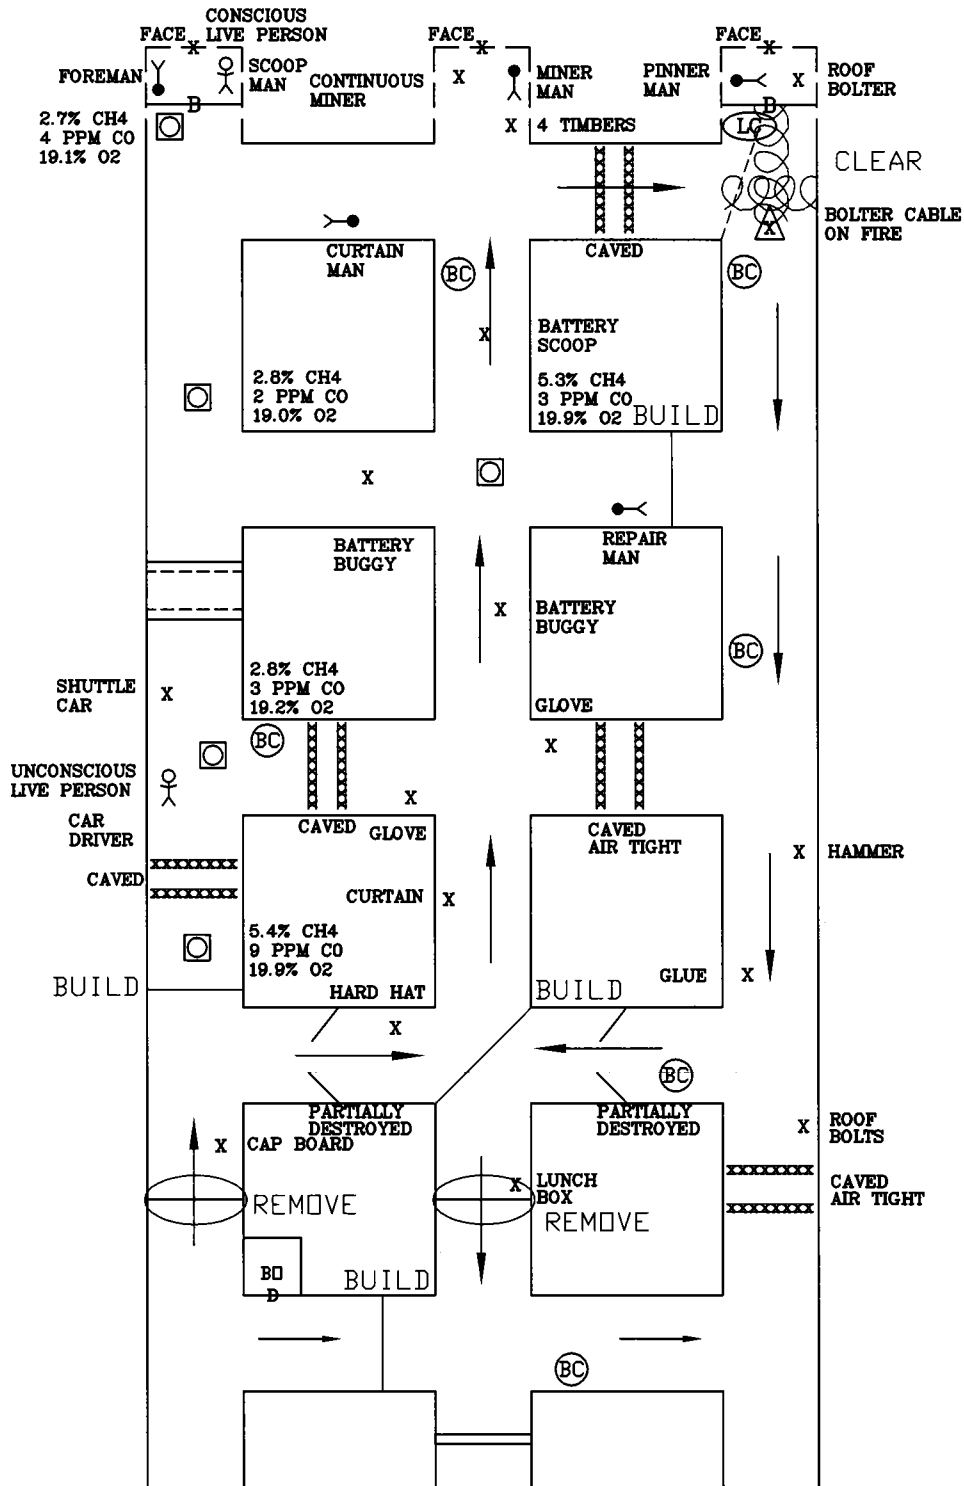 CONSCIOUS
LIVE PERSON
FACE
X
FOREMAN
SCOOP
MAN
B
2.7% CH4
4 PPM CO
19.1% O2
CONTINUOUS
MINER
FACE
X
X
MINER
MAN
X 4 TIMBERS
FACE
X
PINNER
MAN
X
ROOF
BOLTER
B
LC
CLEAR
X
BOLTER CABLE
ON FIRE
CURTAIN
MAN
BC
CAVED
BC
X
BATTERY
SCOOP
2.8% CH4
2 PPM CO
19.0% O2
5.3% CH4
3 PPM CO
19.9% O2
BUILD
X
BATTERY
BUGGY
REPAIR
MAN
X
BATTERY
BUGGY
BC
2.8% CH4
3 PPM CO
19.2% O2
SHUTTLE
CAR
X
GLOVE
BC
X
UNCONSCIOUS
LIVE PERSON
CAR
DRIVER
X
CAVED
GLOVE
CAVED
AIR TIGHT
X
HAMMER
CAVED
CURTAIN
X
5.4% CH4
9 PPM CO
19.9% O2
HARD HAT
BUILD
BUILD
GLUE
X
X
BC
PARTIALLY
DESTROYED
PARTIALLY
DESTROYED
X
CAP BOARD
X
ROOF
BOLTS
X
LUNCH
BOX
CAVED
AIR TIGHT
REMOVE
REMOVE
BO
D
BUILD
BC